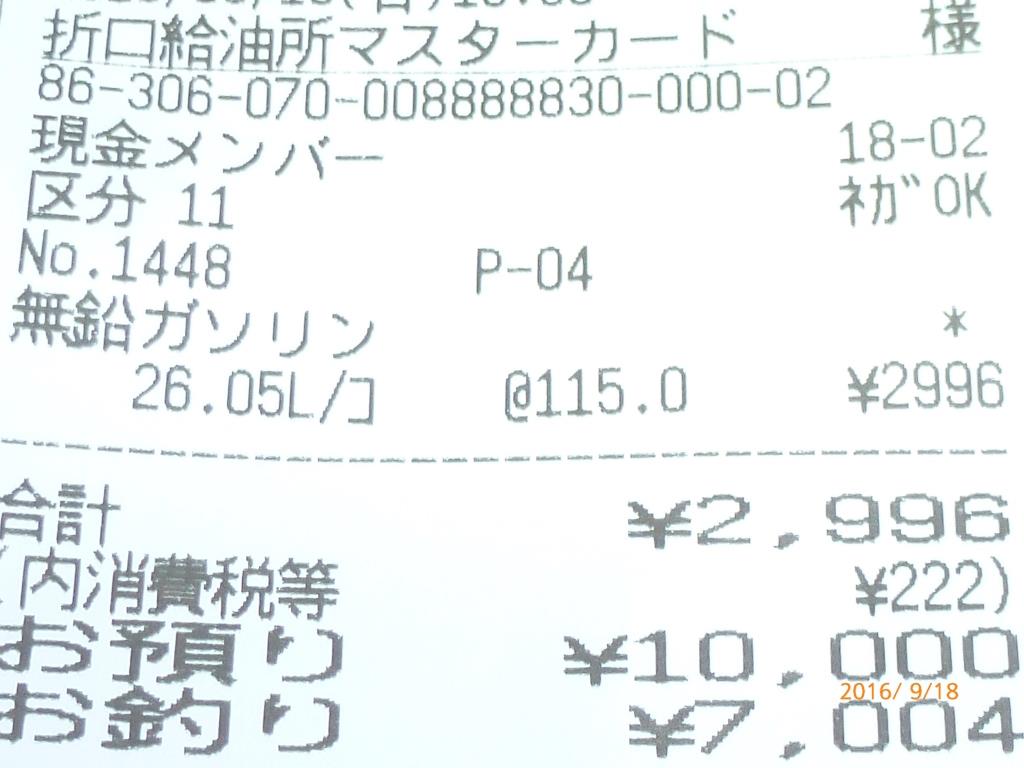 折口給油所マスターカード 様
86-306-070-008888830-000-02
現金メンバー 18-02
区分 11 ﾈｶﾞOK
No.1448 P-04
無鉛ガソリン *
26.05L/コ @115.0 ¥2996
合計 ¥2,996
(内消費税等 ¥222)
お預り ¥10,000
2016/ 9/18
お釣り ¥7,004